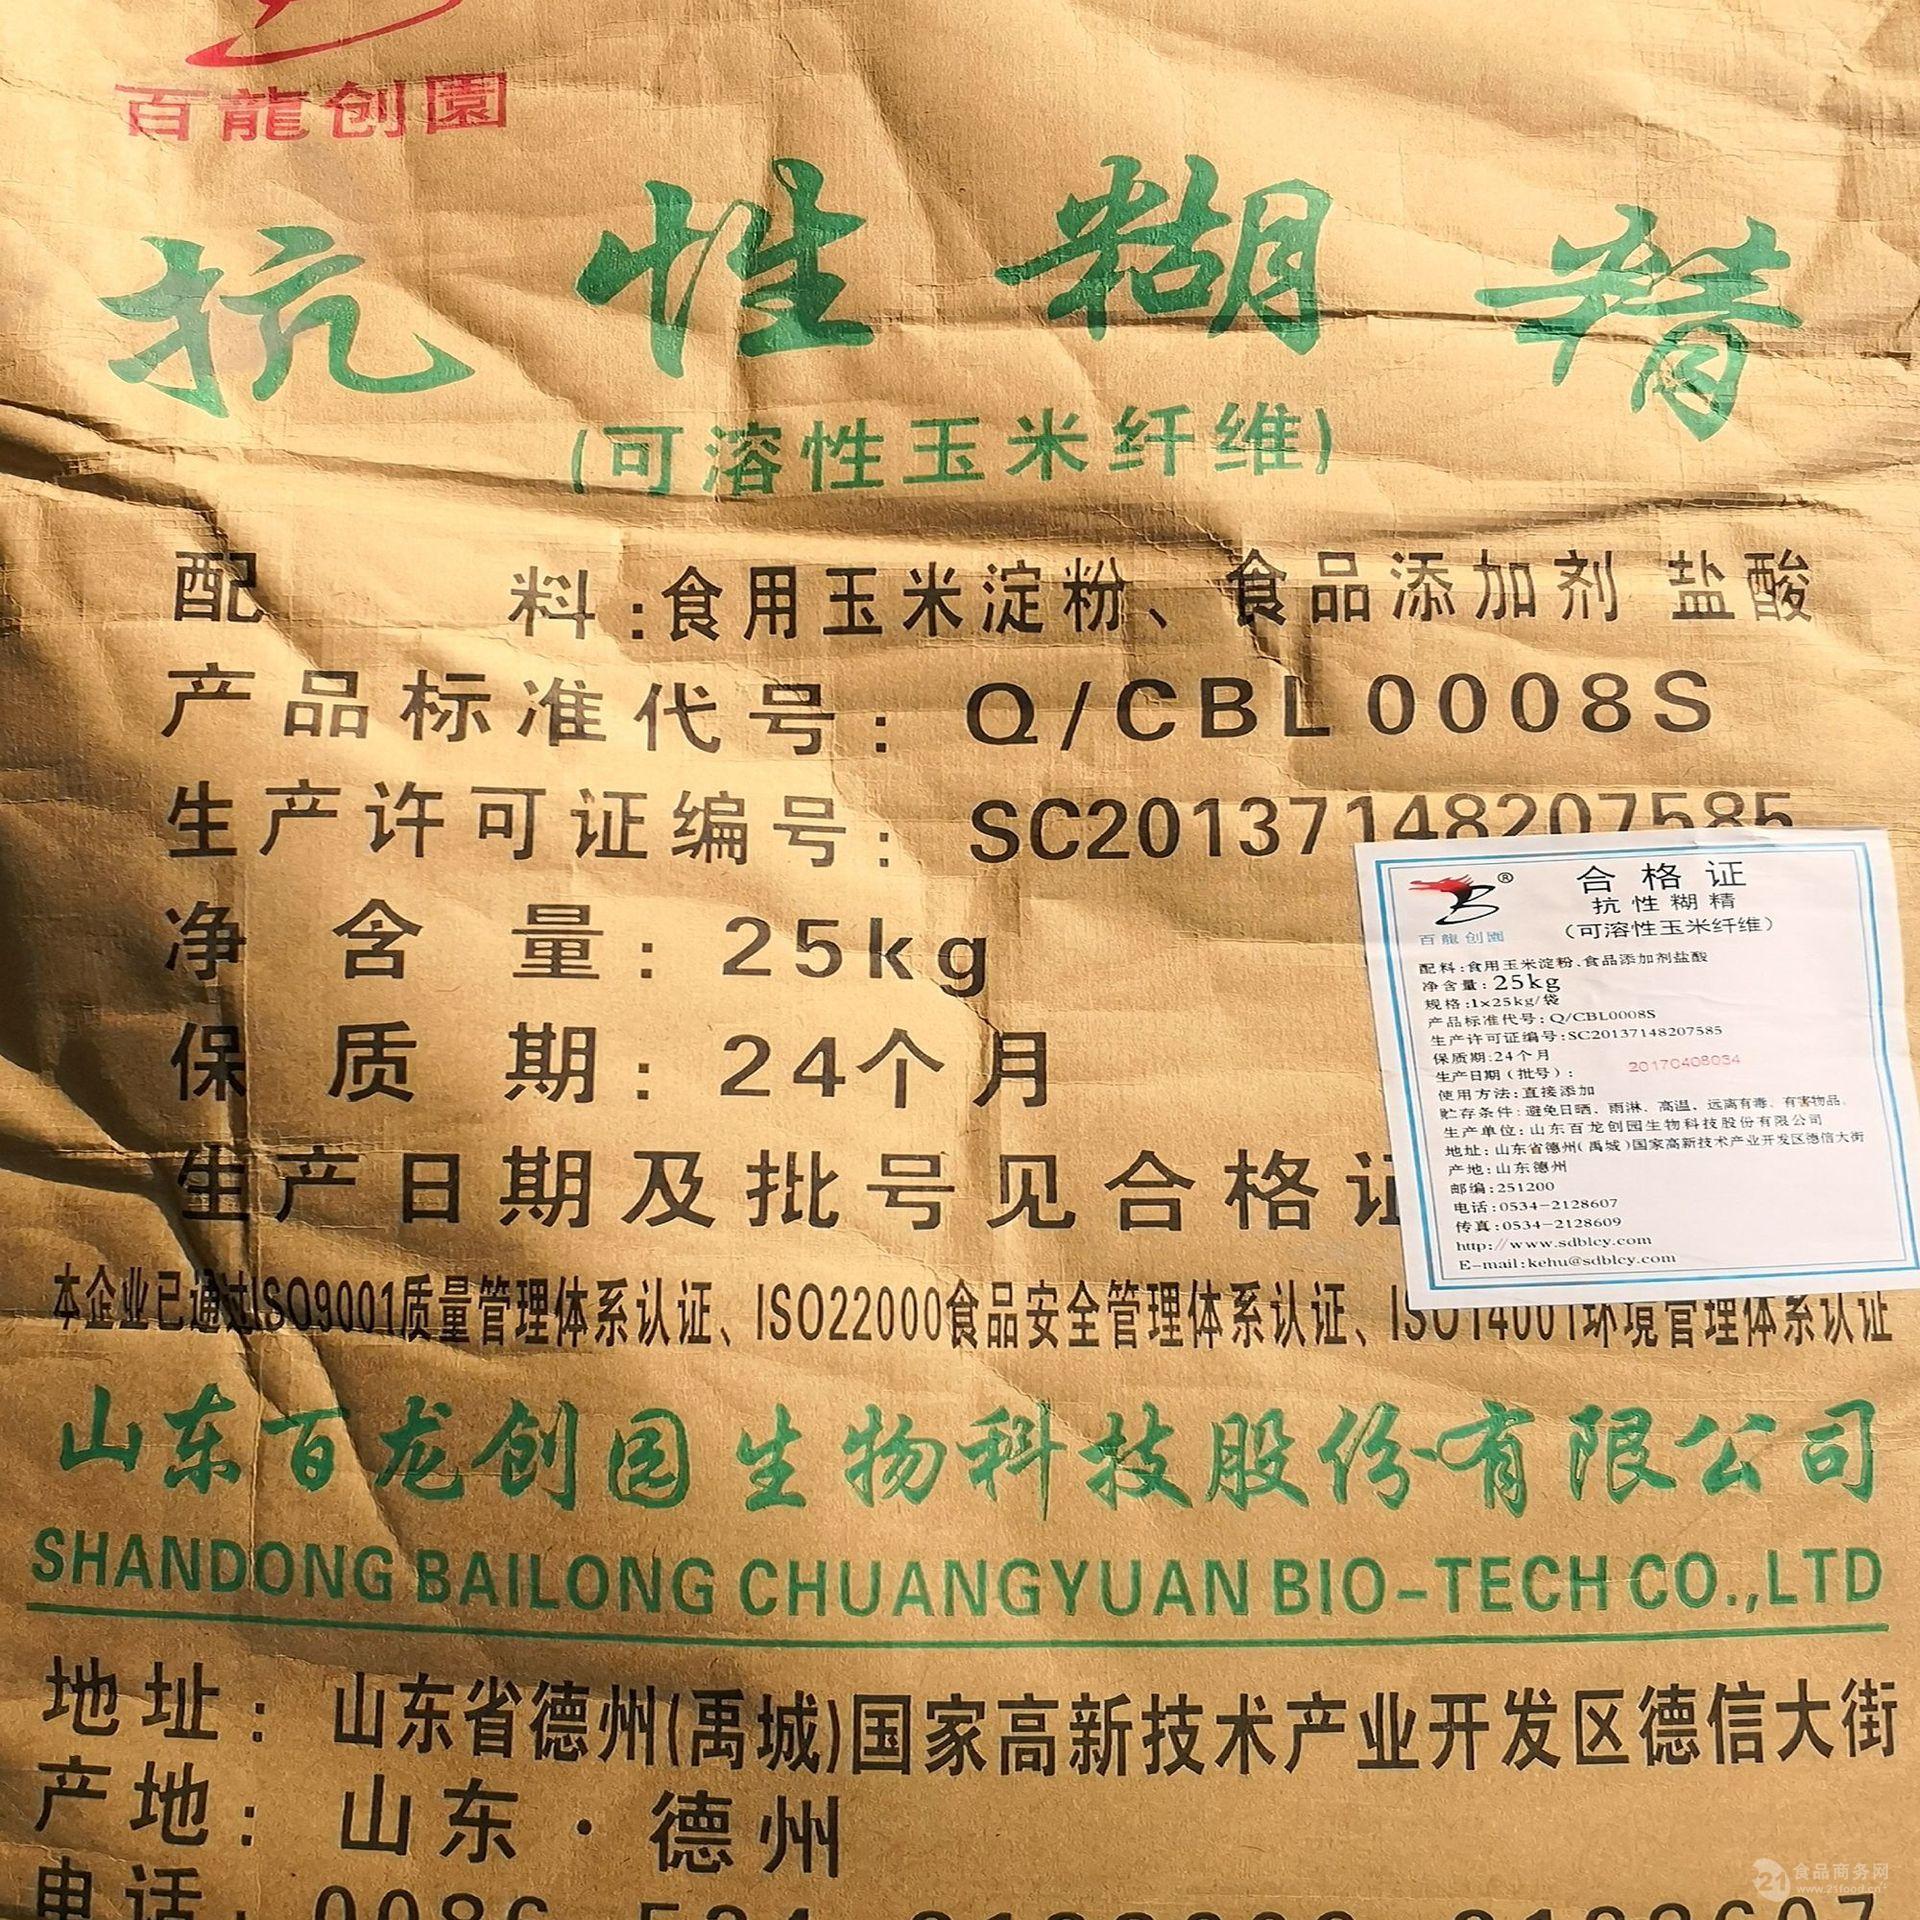 百龍创園
抗性糊精
(可溶性玉米纤维)
配料:食用玉米淀粉、食品添加剂 盐酸
产品标准代号: Q/CBL0008S
生产许可证编号: SC20137148207585
净含量: 25kg
保质期: 24个月
生产日期及批号见合格证
本企业已通过ISO9001质量管理体系认证、ISO22000食品安全管理体系认证、ISO14001环境管理体系认证
山东百龙创园生物科技股份有限公司
SHANDONG BAILONG CHUANGYUAN BIO-TECH CO.,LTD
地址: 山东省德州(禹城)国家高新技术产业开发区德信大街
产地: 山东·德州
电话: 0086
®
百龍创園
合格证
抗性糊精
(可溶性玉米纤维)
配料:食用玉米淀粉、食品添加剂盐酸
净含量: 25kg
规格:1×25kg/袋
产品标准代号: Q/CBL0008S
生产许可证编号:SC20137148207585
保质期:24个月
生产日期(批号): 20170408034
使用方法:直接添加
贮存条件: 避免日晒、雨淋、高温, 远离有毒、有害物品、
生产单位:山东百龙创园生物科技股份有限公司
地址: 山东省德州(禹城)国家高新技术产业开发区德信大街
产地:山东德州
邮编:251200
电话:0534-2128607
传真:0534-2128609
http://www.sdblcy.com
E-mail:kehu@sdblcy.com
21 食品商务网
www.21food.cn